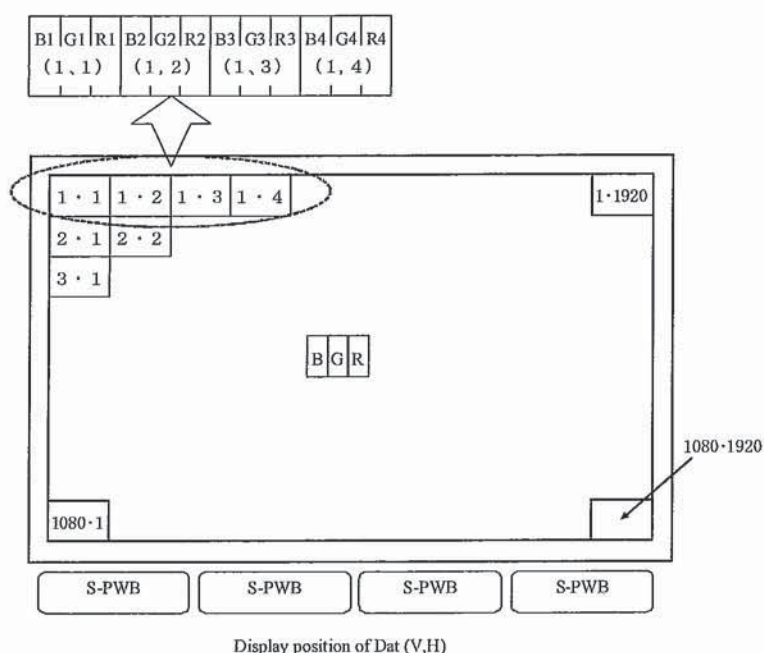 B1 G1 R1 B2 G2 R2 B3 G3 R3 B4 G4 R4
(1、1) (1, 2) (1, 3) (1, 4)
1・1 1・2 1・3 1・4 1・1920
2・1 2・2
3・1
B G R
1080・1920
1080・1
S-PWB S-PWB S-PWB S-PWB
Display position of Dat (V,H)